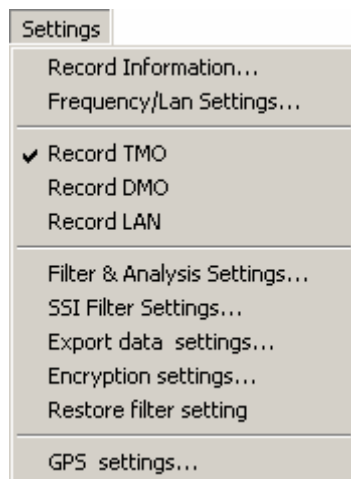 Settings
Record Information...
Frequency/Lan Settings...
Record TMO
Record DMO
Record LAN
Filter & Analysis Settings...
SSI Filter Settings...
Export data  settings...
Encryption settings...
Restore filter setting
GPS  settings...